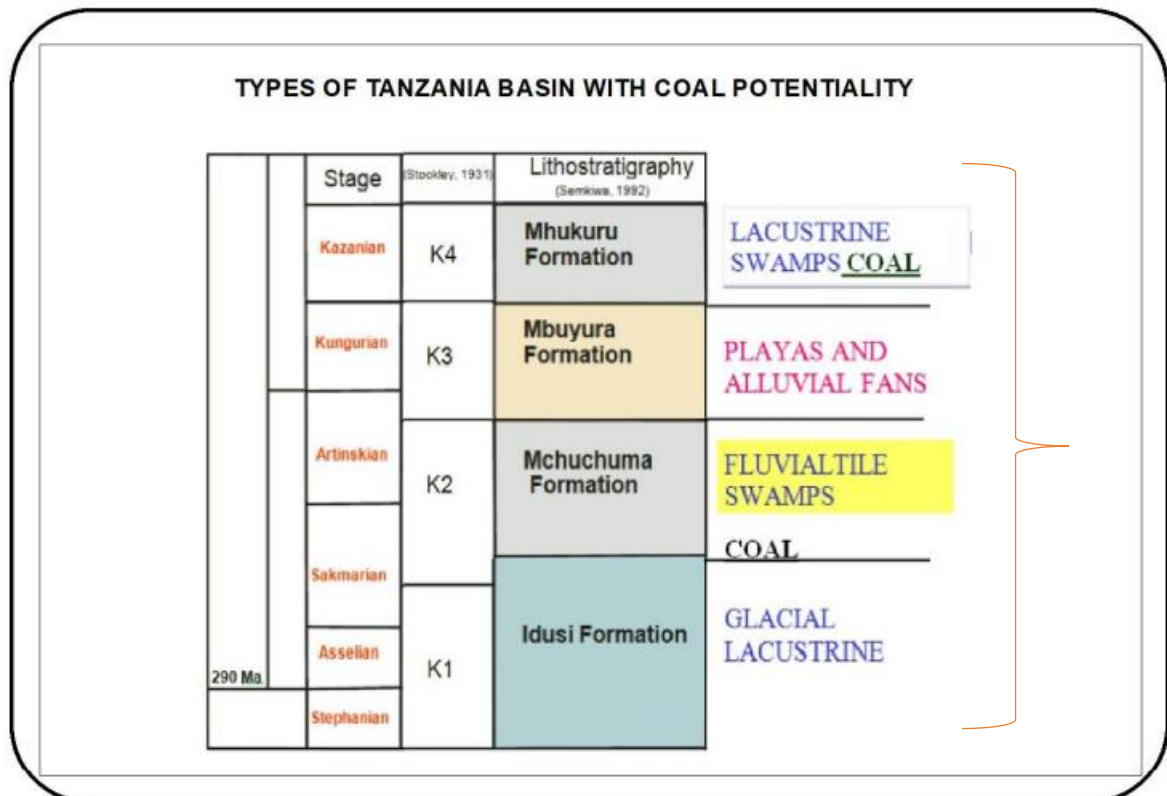 TYPES OF TANZANIA BASIN WITH COAL POTENTIALITY
Stage
(Stockley, 1931)
Lithostratigraphy
(Semkiwa, 1992)
Kazanian
K4
Mhukuru
Formation
LACUSTRINE
SWAMPS COAL
Kungurian
K3
Mbuyura
Formation
PLAYAS AND
ALLUVIAL FANS
Artinskian
K2
Mchuchuma
Formation
FLUVIALTILE
SWAMPS
COAL
Sakmarian
Idusi Formation
GLACIAL
LACUSTRINE
Asselian
K1
290 Ma
Stephanian